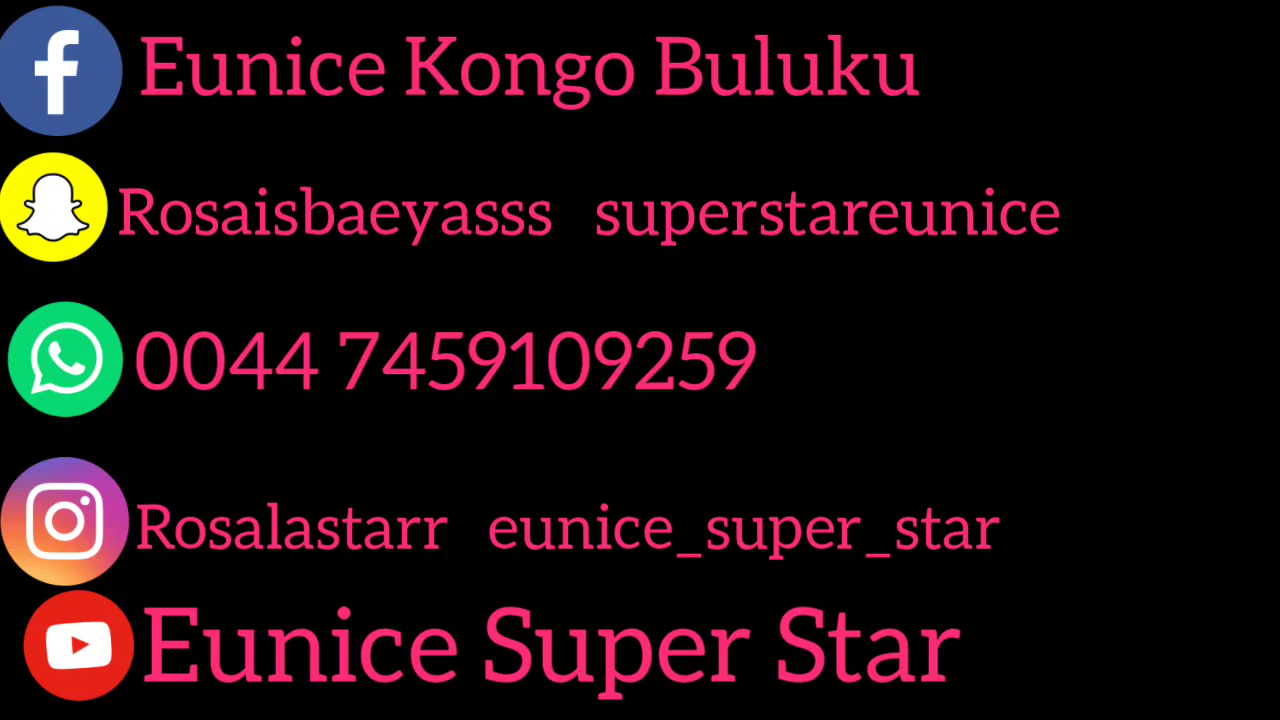 Eunice Kongo Buluku
Rosaisbaeyasss superstareunice
0044 7459109259
Rosalastarr eunice_super_star
Eunice Super Star